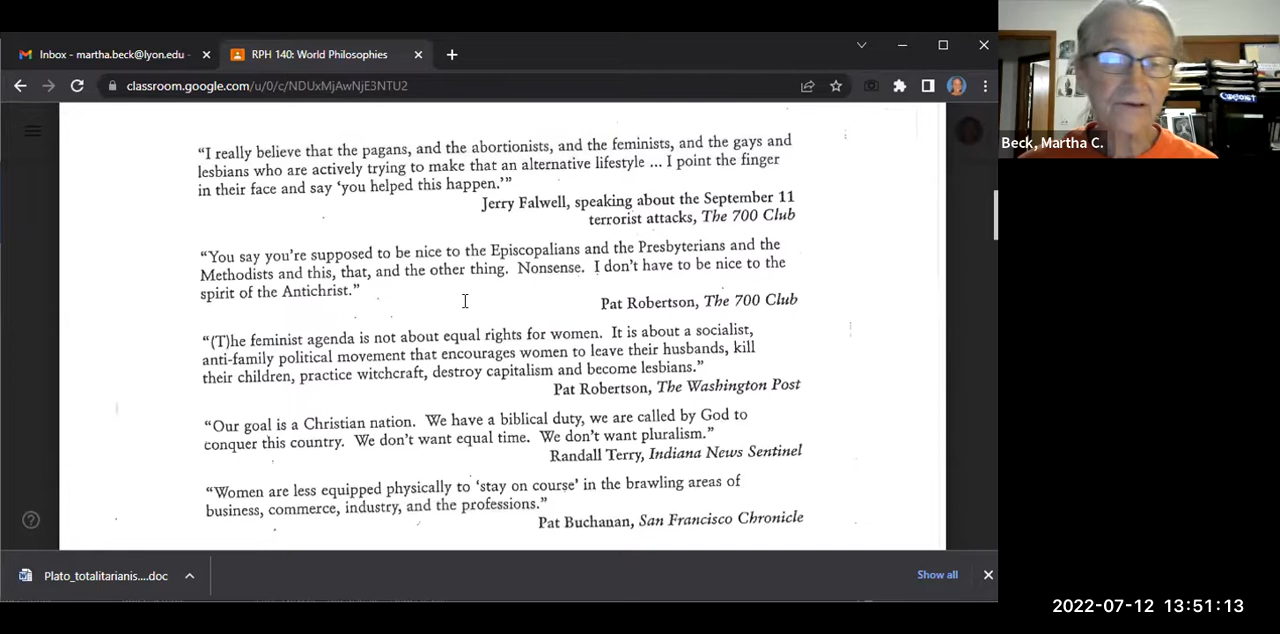 Inbox - martha.beck@lyon.edu -
RPH 140: World Philosophies
classroom.google.com/u/0/c/NDUxMjAwNjE3NTU2
“I really believe that the pagans, and the abortionists, and the feminists, and the gays and
lesbians who are actively trying to make that an alternative lifestyle ... I point the finger
in their face and say ‘you helped this happen.’”
Jerry Falwell, speaking about the September 11
terrorist attacks, The 700 Club
“You say you’re supposed to be nice to the Episcopalians and the Presbyterians and the
Methodists and this, that, and the other thing. Nonsense. I don’t have to be nice to the
spirit of the Antichrist.”
Pat Robertson, The 700 Club
“(T)he feminist agenda is not about equal rights for women. It is about a socialist,
anti-family political movement that encourages women to leave their husbands, kill
their children, practice witchcraft, destroy capitalism and become lesbians.”
Pat Robertson, The Washington Post
“Our goal is a Christian nation. We have a biblical duty, we are called by God to
conquer this country. We don’t want equal time. We don’t want pluralism.”
Randall Terry, Indiana News Sentinel
“Women are less equipped physically to ‘stay on course’ in the brawling areas of
business, commerce, industry, and the professions.”
Pat Buchanan, San Francisco Chronicle
Plato_totalitarianis....doc
Show all
Beck, Martha C.
2022-07-12 13:51:13